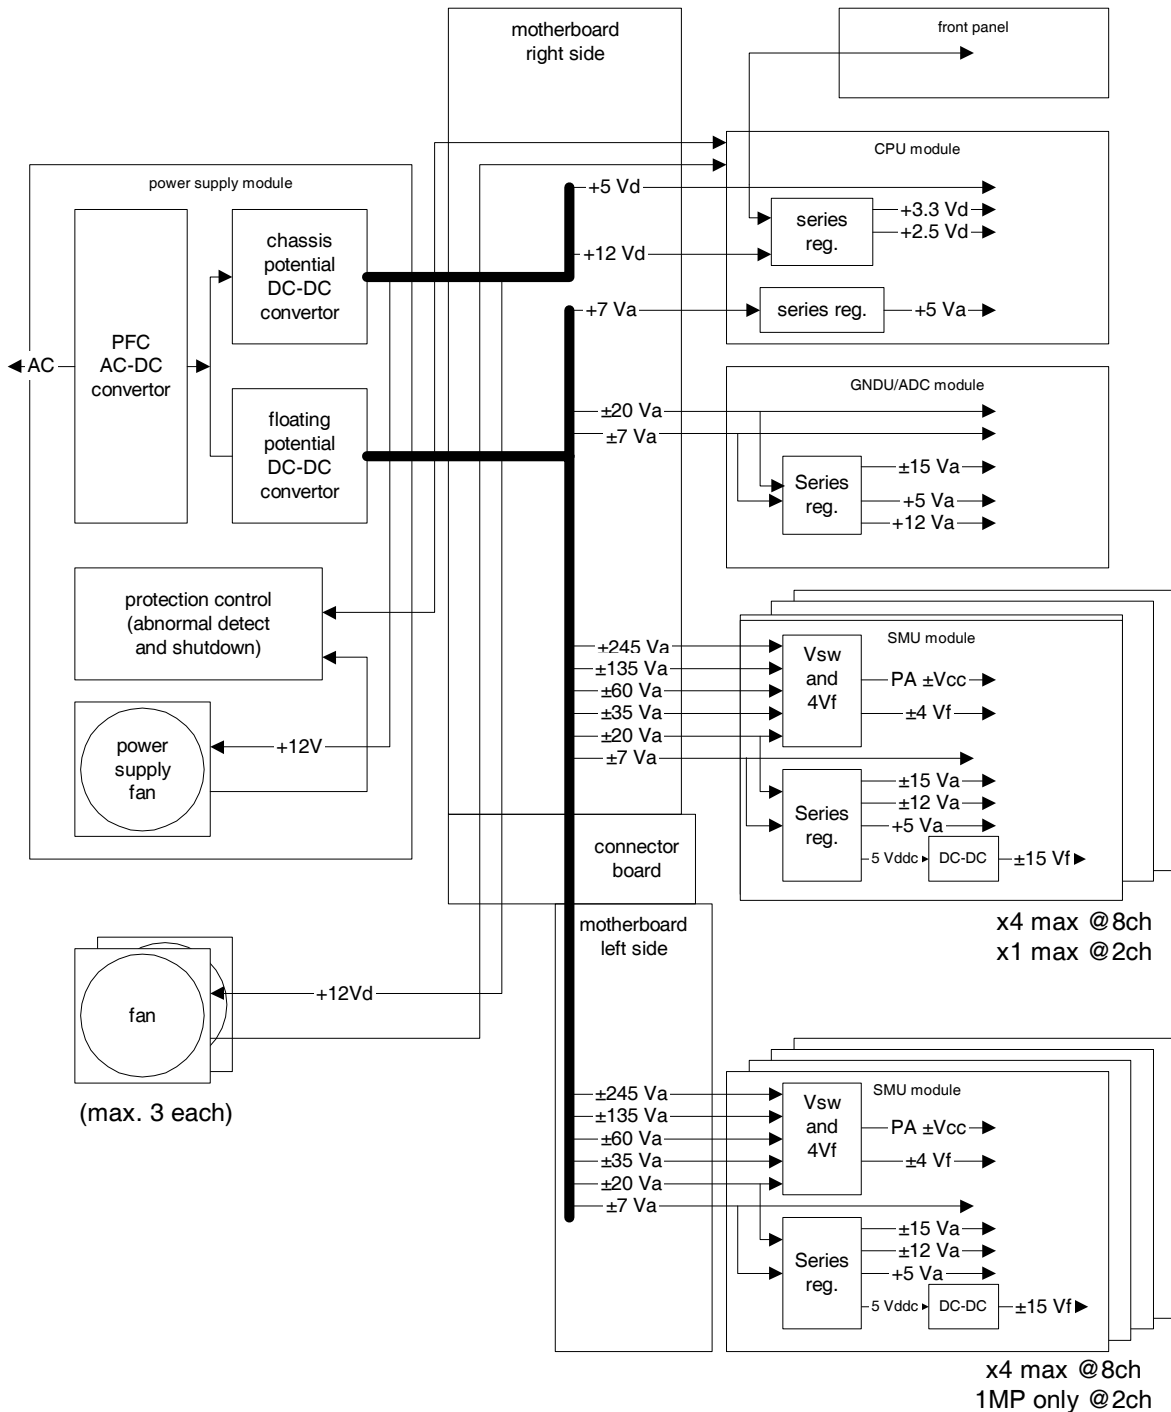 motherboard
right side
front panel
CPU module
+5 Vd
series
reg.
+3.3 Vd
+2.5 Vd
+12 Vd
+7 Va
series reg.
+5 Va
power supply module
chassis
potential
DC-DC
convertor
PFC
AC-DC
convertor
AC
floating
potential
DC-DC
convertor
GNDU/ADC module
±20 Va
±7 Va
Series
reg.
±15 Va
+5 Va
+12 Va
protection control
(abnormal detect
and shutdown)
power
supply
fan
+12V
SMU module
±245 Va
±135 Va
±60 Va
±35 Va
±20 Va
±7 Va
Vsw
and
4Vf
PA ±Vcc
±4 Vf
Series
reg.
±15 Va
±12 Va
+5 Va
5 Vddc
DC-DC
±15 Vf
x4 max @8ch
x1 max @2ch
connector
board
motherboard
left side
fan
+12Vd
(max. 3 each)
SMU module
±245 Va
±135 Va
±60 Va
±35 Va
±20 Va
±7 Va
Vsw
and
4Vf
PA ±Vcc
±4 Vf
Series
reg.
±15 Va
±12 Va
+5 Va
5 Vddc
DC-DC
±15 Vf
x4 max @8ch
1MP only @2ch